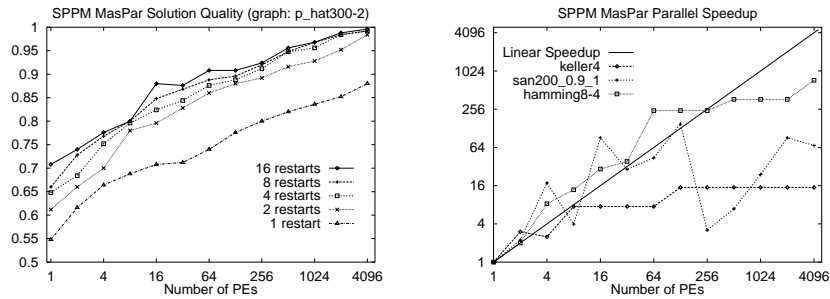 SPPM MasPar Solution Quality (graph: p_hat300-2)
1
0.95
0.9
0.85
0.8
0.75
0.7
0.65
0.6
0.55
0.5
16 restarts
8 restarts
4 restarts
2 restarts
1 restart
1 4 16 64 256 1024 4096
Number of PEs
SPPM MasPar Parallel Speedup
4096
1024
256
64
16
4
1
Linear Speedup
keller4
san200_0.9_1
hamming8-4
1 4 16 64 256 1024 4096
Number of PEs